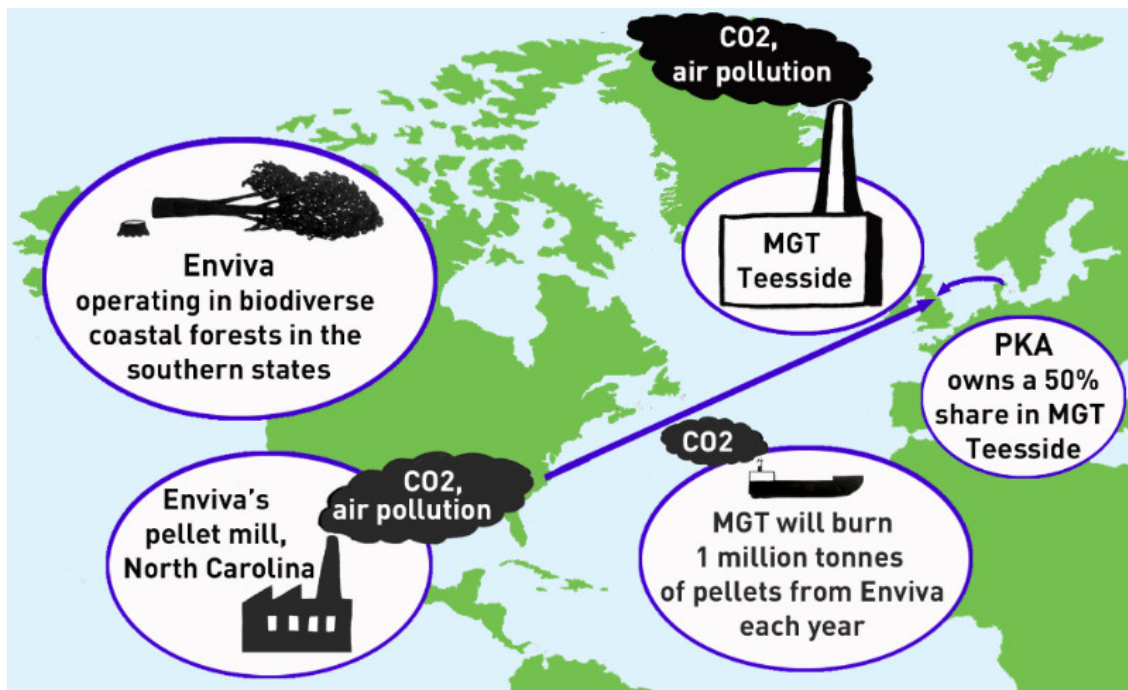 CO2,
air pollution
Enviva
operating in biodiverse
coastal forests in the
southern states
MGT
Teesside
PKA
owns a 50%
share in MGT
Teesside
Enviva’s
pellet mill,
North Carolina
CO2,
air pollution
CO2
MGT will burn
1 million tonnes
of pellets from Enviva
each year